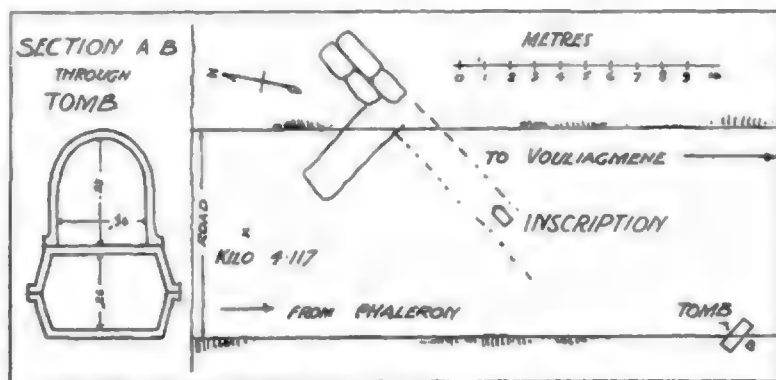 SECTION A B
THROUGH
TOMB
METRES
0 1 2 3 4 5 6 7 8 9 10
N
TO VOULIAGMENE
ROAD
INSCRIPTION
KILO 4·117
FROM PHALERON
TOMB
B